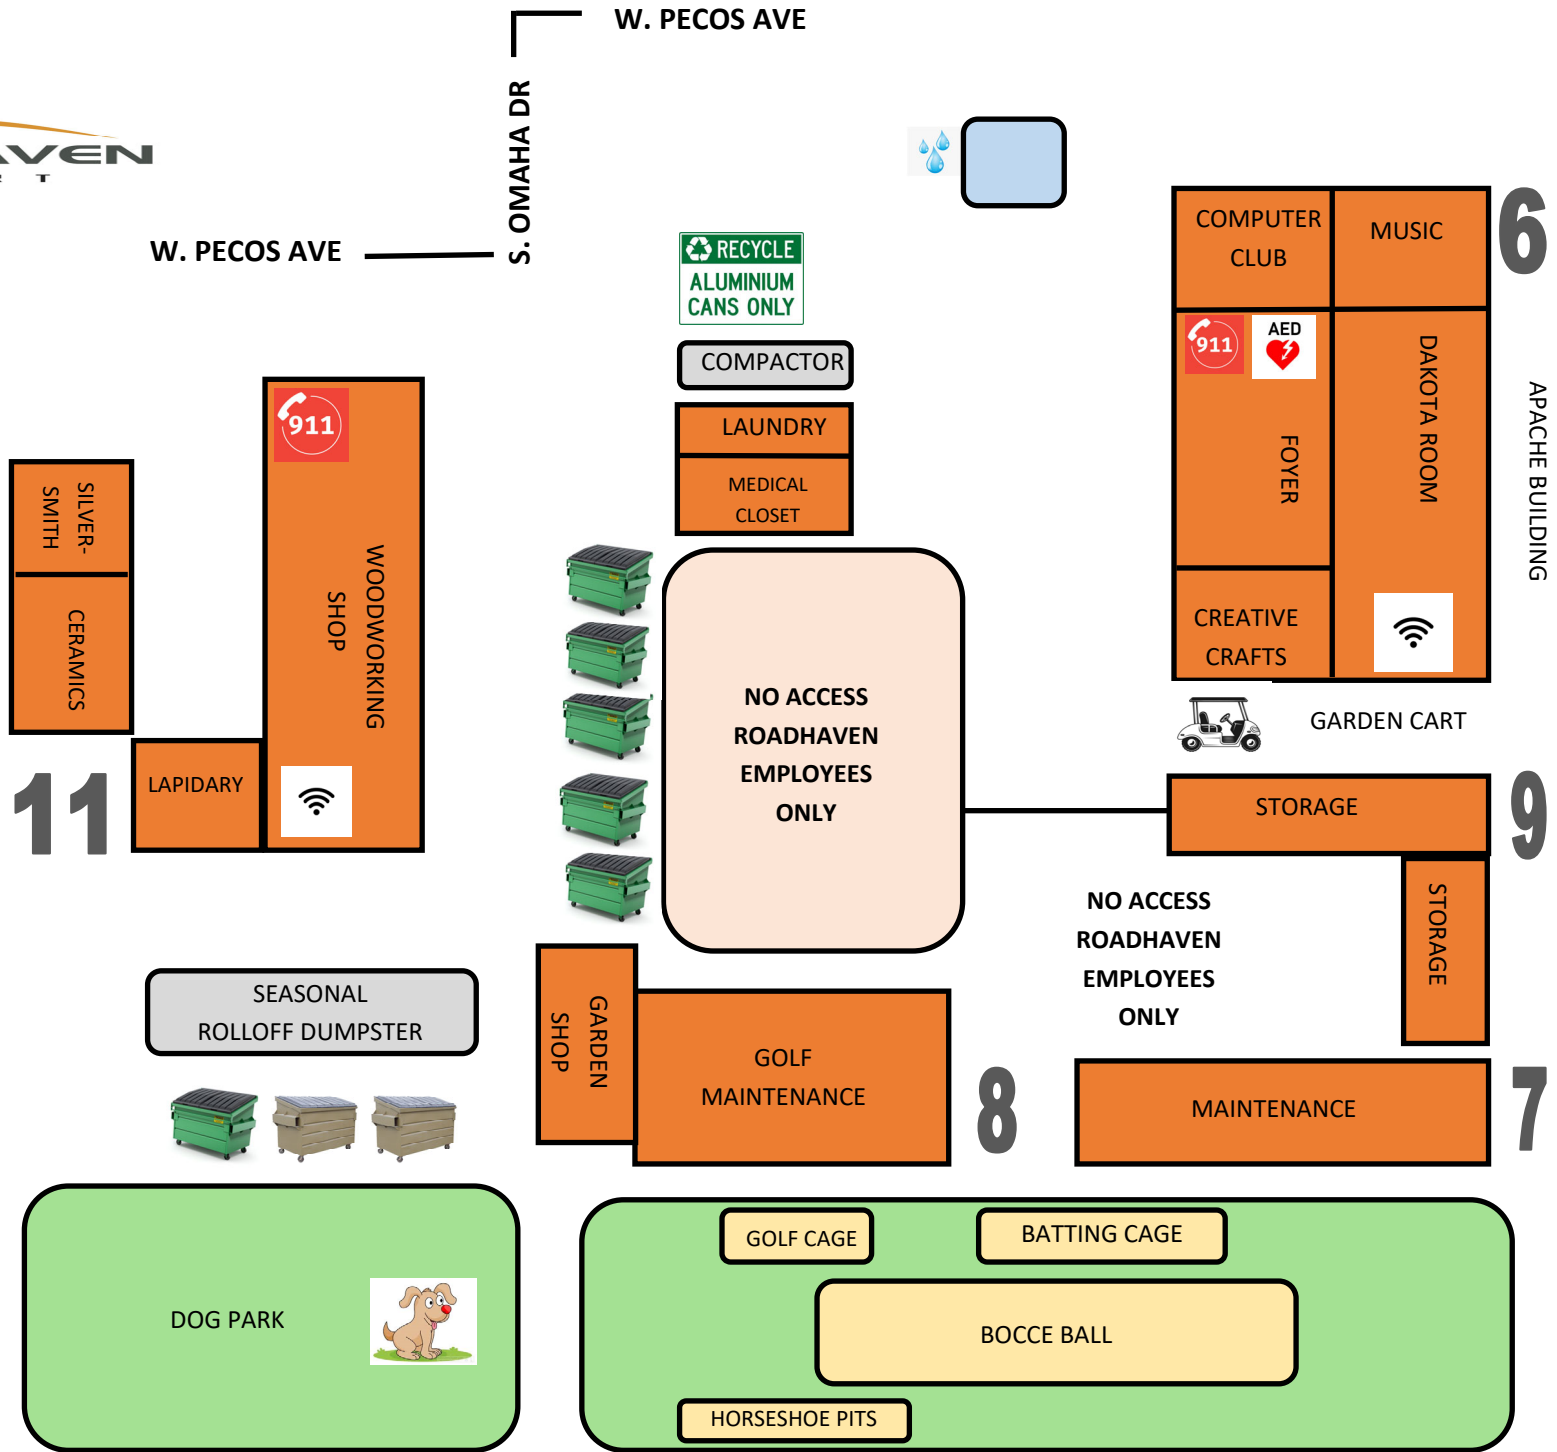 W. PECOS AVE
S. OMAHA DR
W. PECOS AVE
RECYCLE
ALUMINIUM
CANS ONLY
COMPACTOR
LAUNDRY
MEDICAL
CLOSET
COMPUTER
CLUB
MUSIC
6
911
AED
FOYER
DAKOTA ROOM
APACHE BUILDING
CREATIVE
CRAFTS
GARDEN CART
911
WOODWORKING
SHOP
SILVER-
SMITH
CERAMICS
LAPIDARY
11
NO ACCESS
ROADHAVEN
EMPLOYEES
ONLY
STORAGE
9
STORAGE
NO ACCESS
ROADHAVEN
EMPLOYEES
ONLY
SEASONAL
ROLLOFF DUMPSTER
GARDEN
SHOP
GOLF
MAINTENANCE
8
MAINTENANCE
7
DOG PARK
GOLF CAGE
BATTING CAGE
BOCCE BALL
HORSESHOE PITS